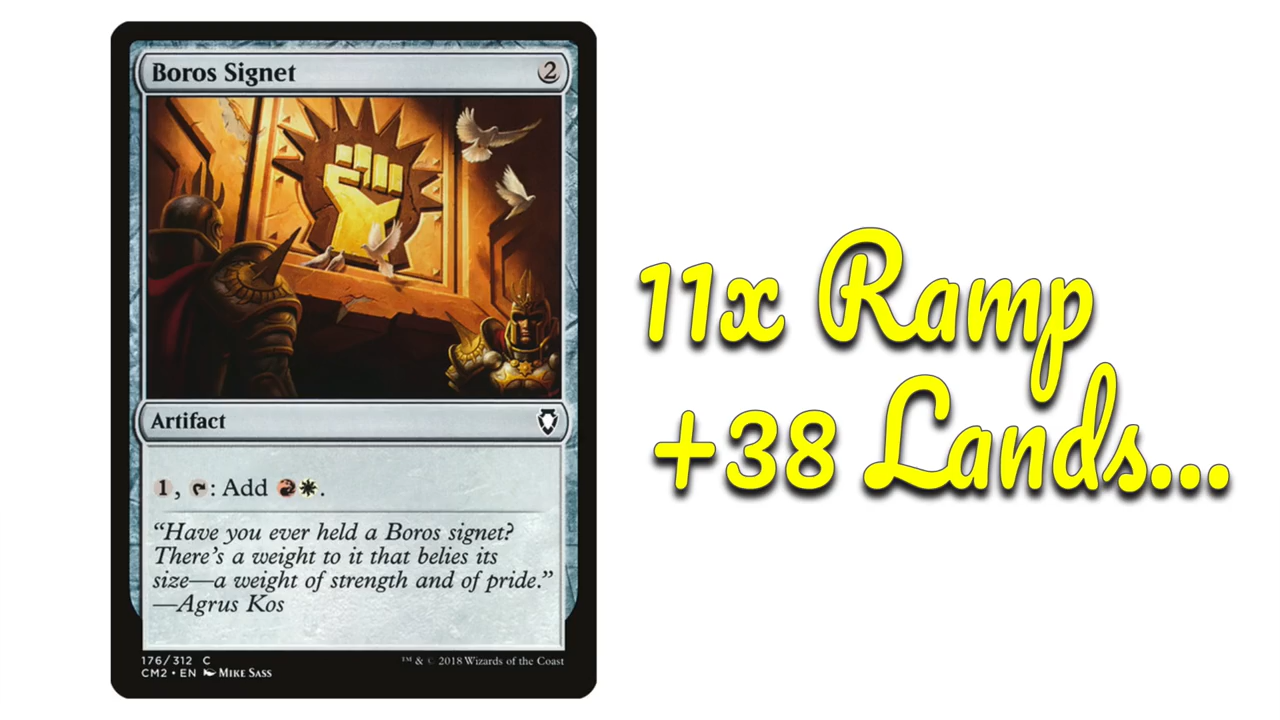 Boros Signet 2
11x Ramp
+38 Lands...
Artifact
1, : Add .
“Have you ever held a Boros signet?
There’s a weight to it that belies its
size—a weight of strength and of pride.”
—Agrus Kos
176/312 C
CM2 • EN Mike Sass
™ & © 2018 Wizards of the Coast